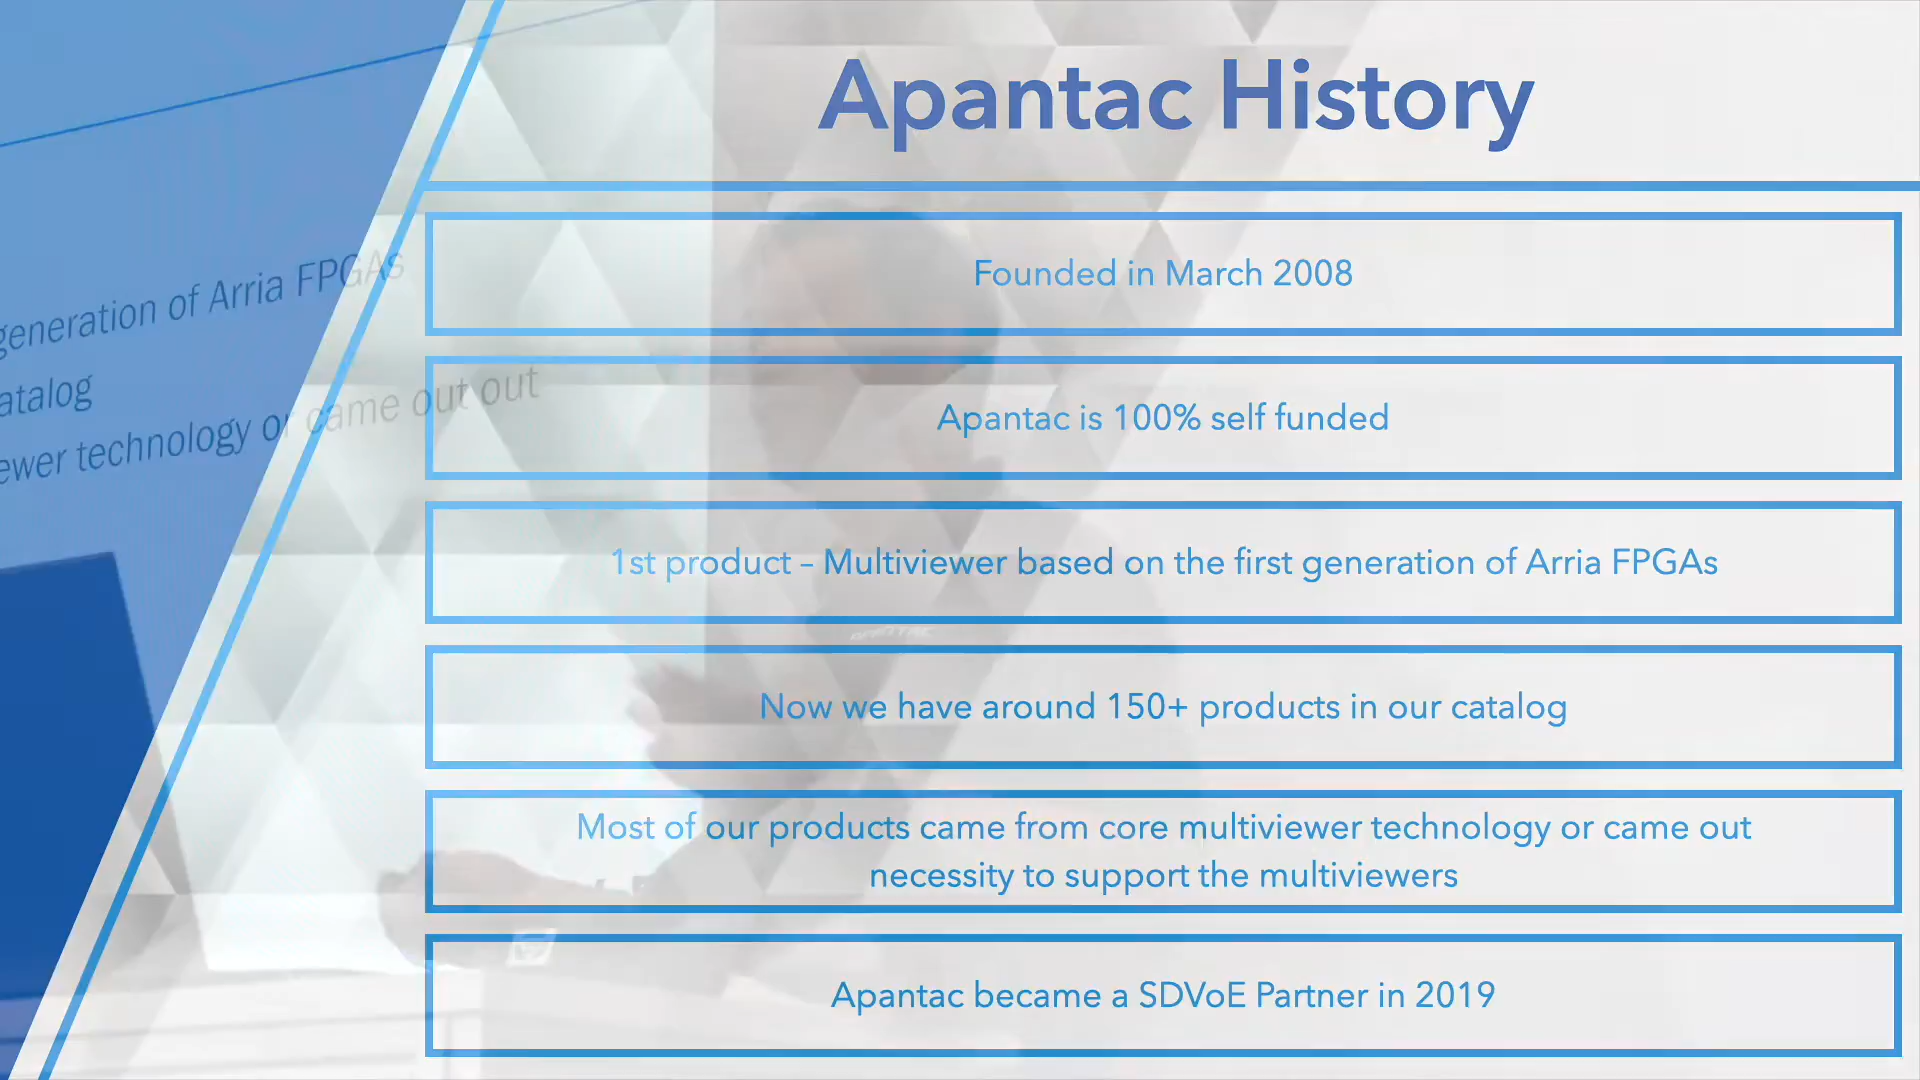 Apantac History
generation of Arria FPGAs
catalog
technology or came out out
Founded in March 2008
Apantac is 100% self funded
1st product – Multiviewer based on the first generation of Arria FPGAs
Now we have around 150+ products in our catalog
Most of our products came from core multiviewer technology or came out
necessity to support the multiviewers
Apantac became a SDVoE Partner in 2019
APANTAC